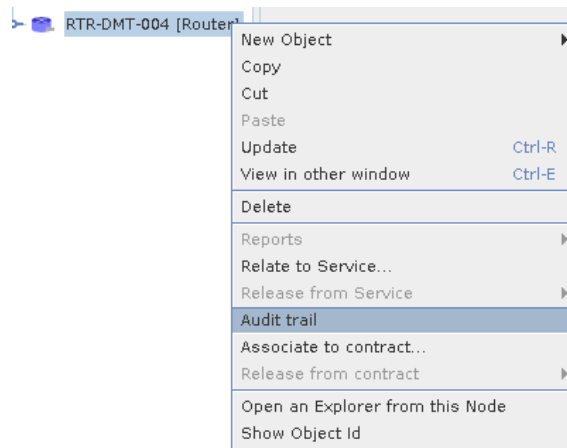 RTR-DMT-004 [Router]
New Object
Copy
Cut
Paste
Update Ctrl-R
View in other window Ctrl-E
Delete
Reports
Relate to Service...
Release from Service
Audit trail
Associate to contract...
Release from contract
Open an Explorer from this Node
Show Object Id